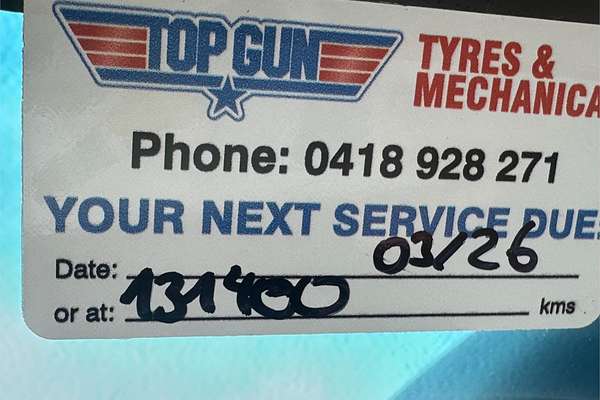 TOP GUN
TYRES &
MECHANICA
Phone: 0418 928 271
YOUR NEXT SERVICE DUE
Date: 03/26
or at: 131400 kms